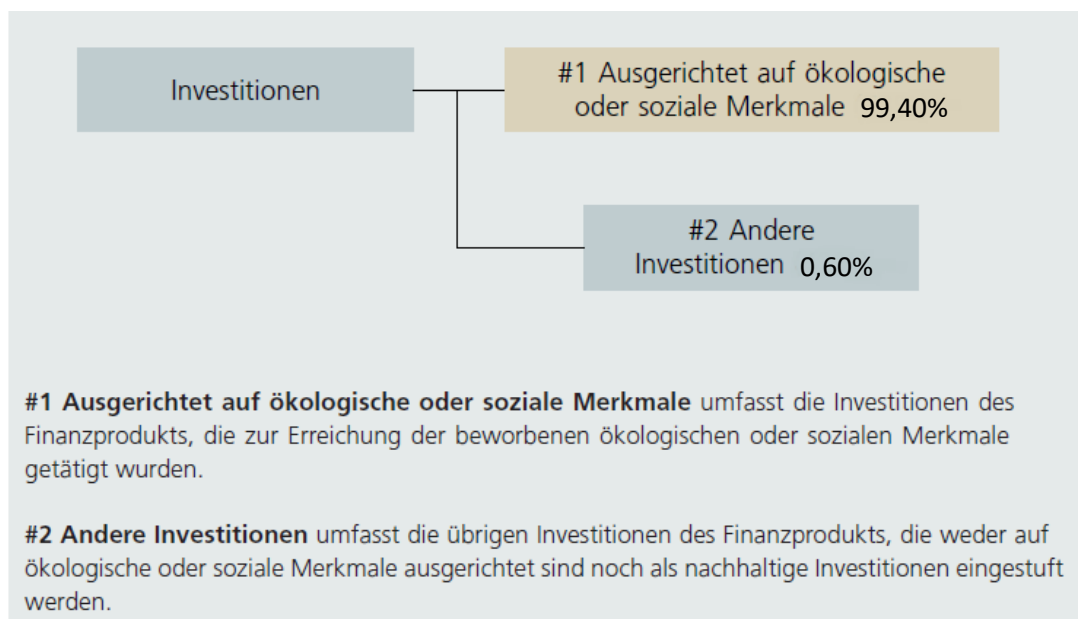 Investitionen
#1 Ausgerichtet auf ökologische
oder soziale Merkmale 99,40%
#2 Andere
Investitionen 0,60%
#1 Ausgerichtet auf ökologische oder soziale Merkmale umfasst die Investitionen des
Finanzprodukts, die zur Erreichung der beworbenen ökologischen oder sozialen Merkmale
getätigt wurden.
#2 Andere Investitionen umfasst die übrigen Investitionen des Finanzprodukts, die weder auf
ökologische oder soziale Merkmale ausgerichtet sind noch als nachhaltige Investitionen eingestuft
werden.